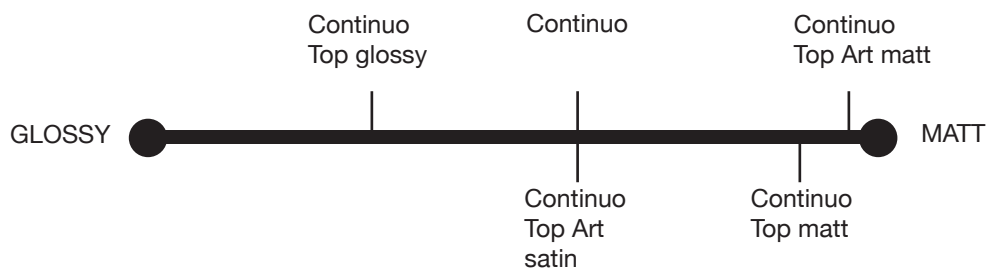 Continuo
Top glossy
Continuo
Continuo
Top Art matt
GLOSSY
MATT
Continuo
Top Art
satin
Continuo
Top matt